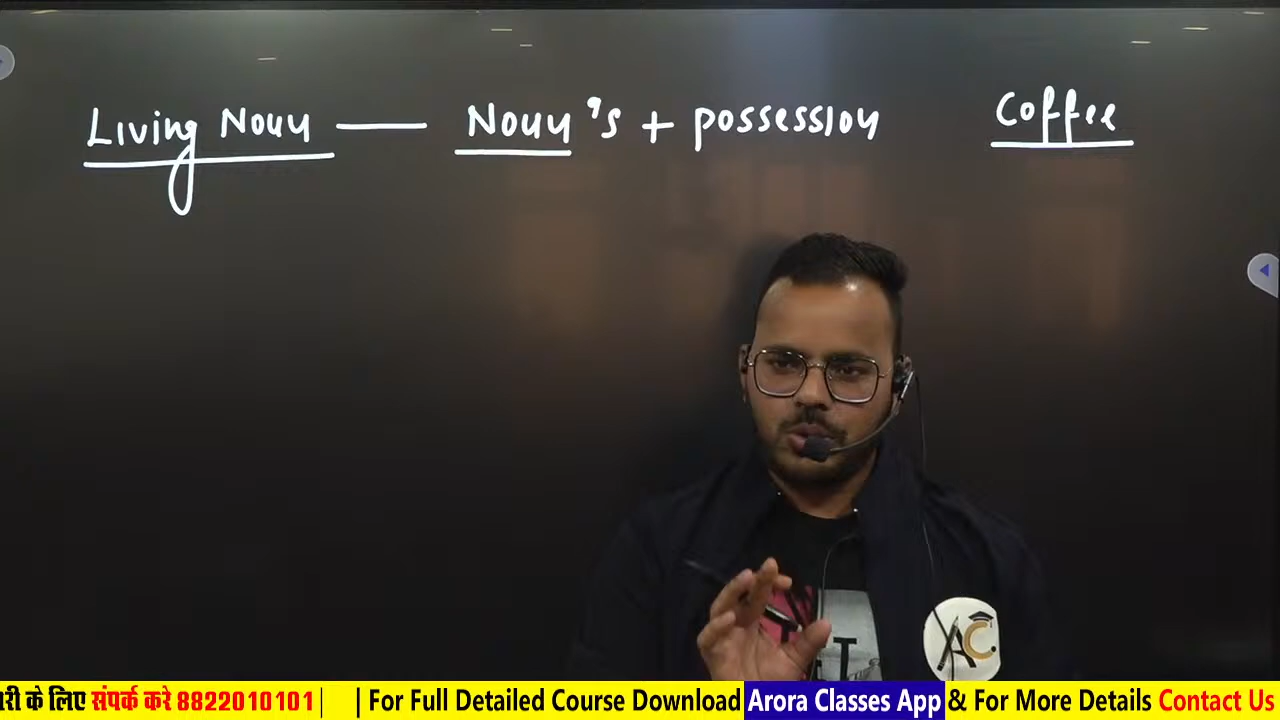 Living Noun — Noun's + possession Coffee
AC
T
री के लिए संपर्क करे 8822010101| | For Full Detailed Course Download Arora Classes App & For More Details Contact Us